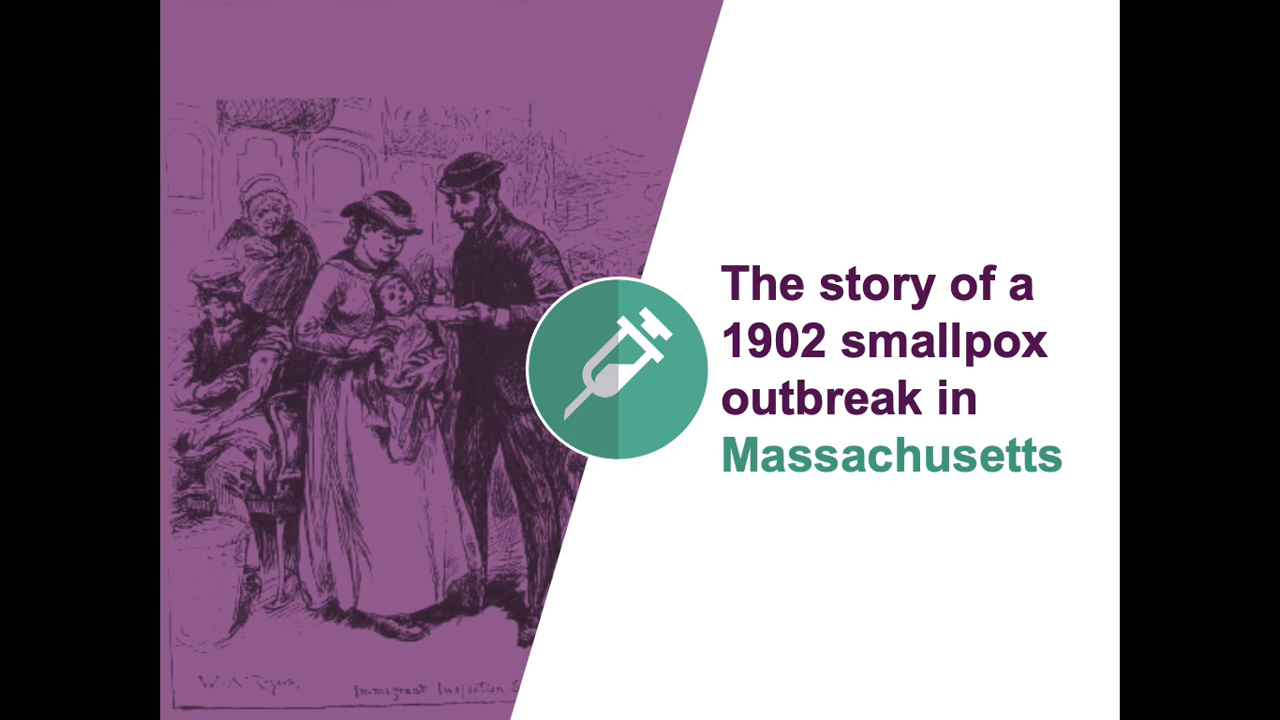 The story of a
1902 smallpox
outbreak in
Massachusetts
W. A. Rogers.
Immigrant Inspection S